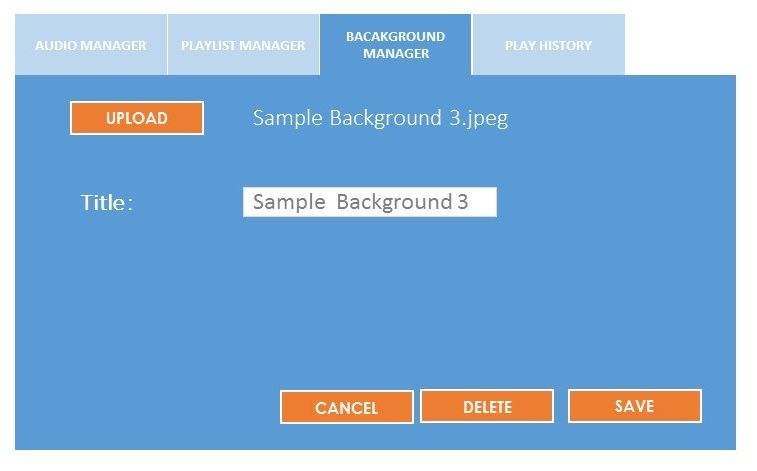 AUDIO MANAGER
PLAYLIST MANAGER
BACAKGROUND
MANAGER
PLAY HISTORY
UPLOAD
Sample Background 3.jpeg
Title:
Sample Background 3
CANCEL
DELETE
SAVE